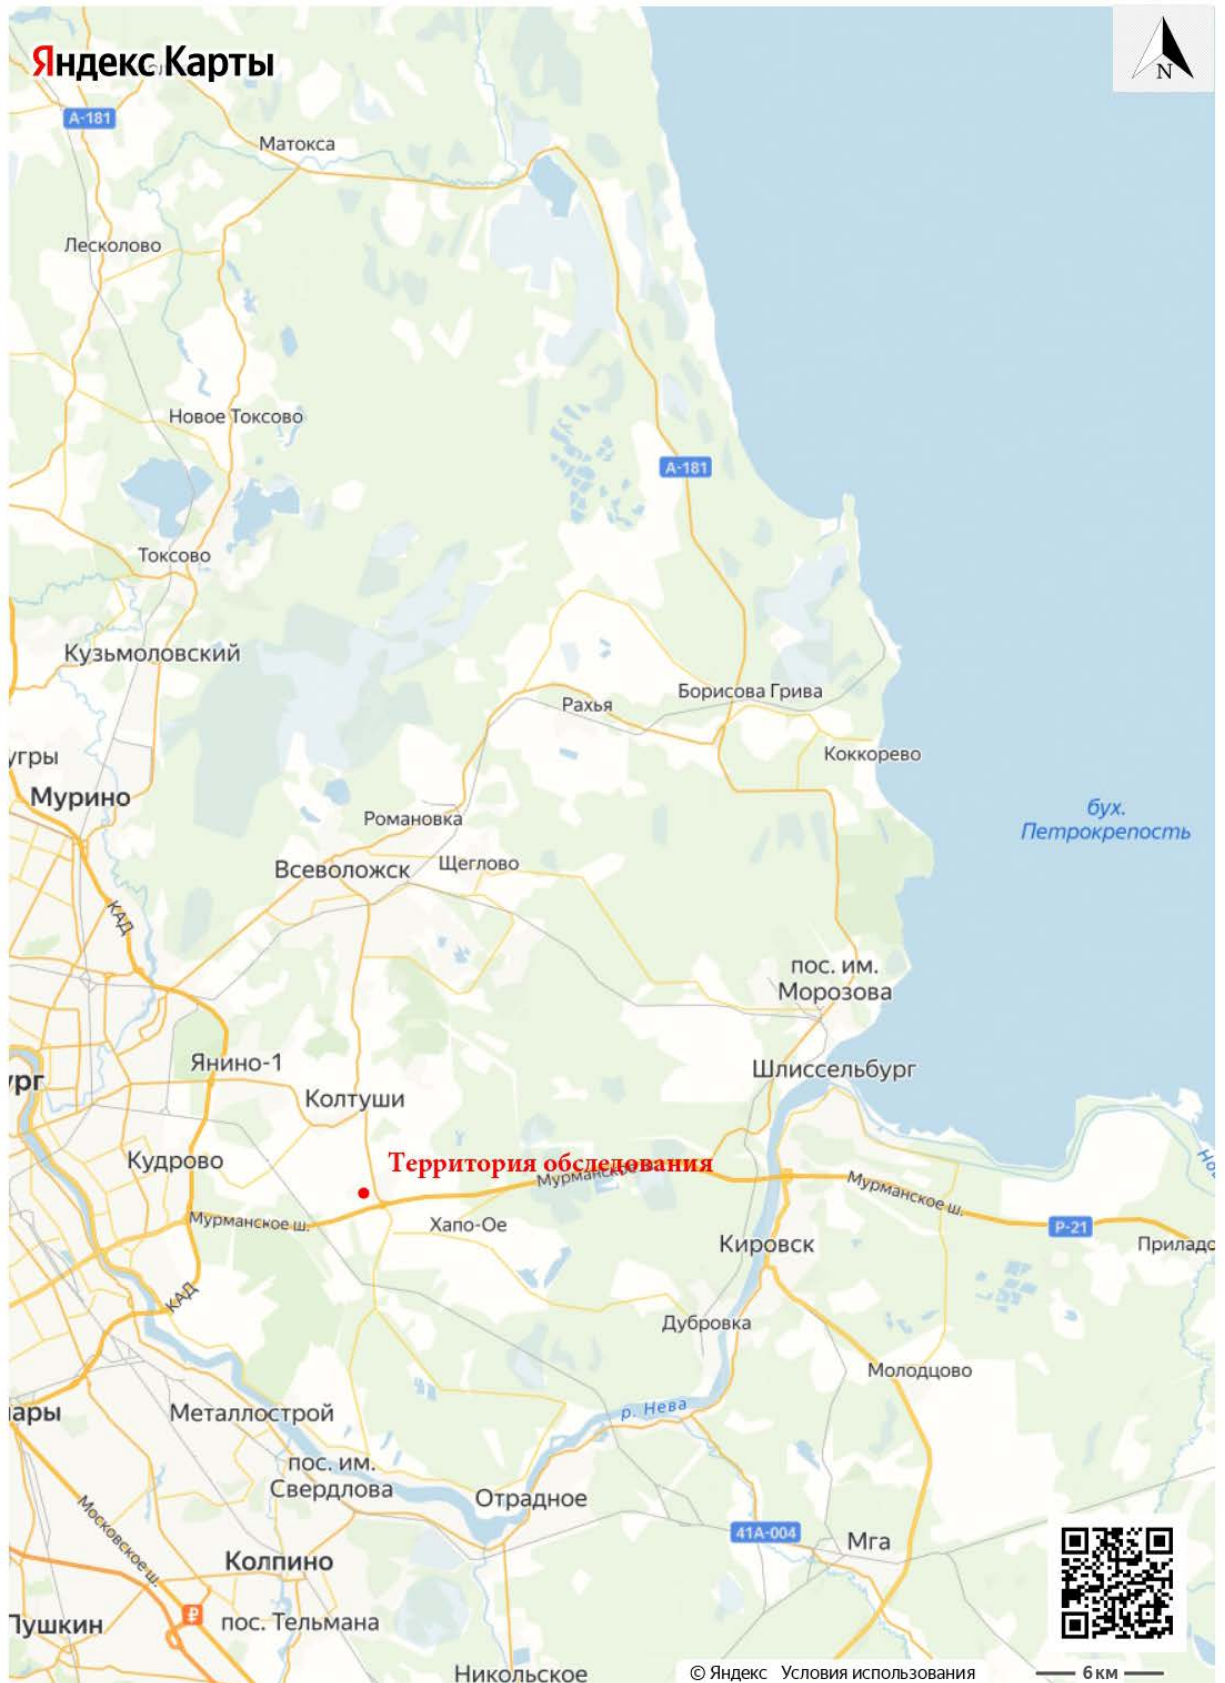 Яндекс Карты
N
А-181
Матокса
Лесколово
Новое Токсово
А-181
Токсово
Кузьмоловский
Борисова Грива
Рахья
угры
Коккорево
Мурино
бух.
Петрокрепость
Романовка
Всеволожск
Щеглово
КАД
пос. им.
Морозова
Янино-1
Шлиссельбург
ург
Колтуши
Кудрово
Территория обследования
Мурманское ш.
Мурманское ш.
Мурманское ш.
Хапо-Ое
Р-21
Кировск
Приладо
КАД
Дубровка
Молодцово
р. Нева
ары
Металлострой
пос. им.
Свердлова
Отрадное
Московское ш.
41А-004
Мга
Колпино
Пушкин
пос. Тельмана
Никольское
© Яндекс Условия использования
6 км